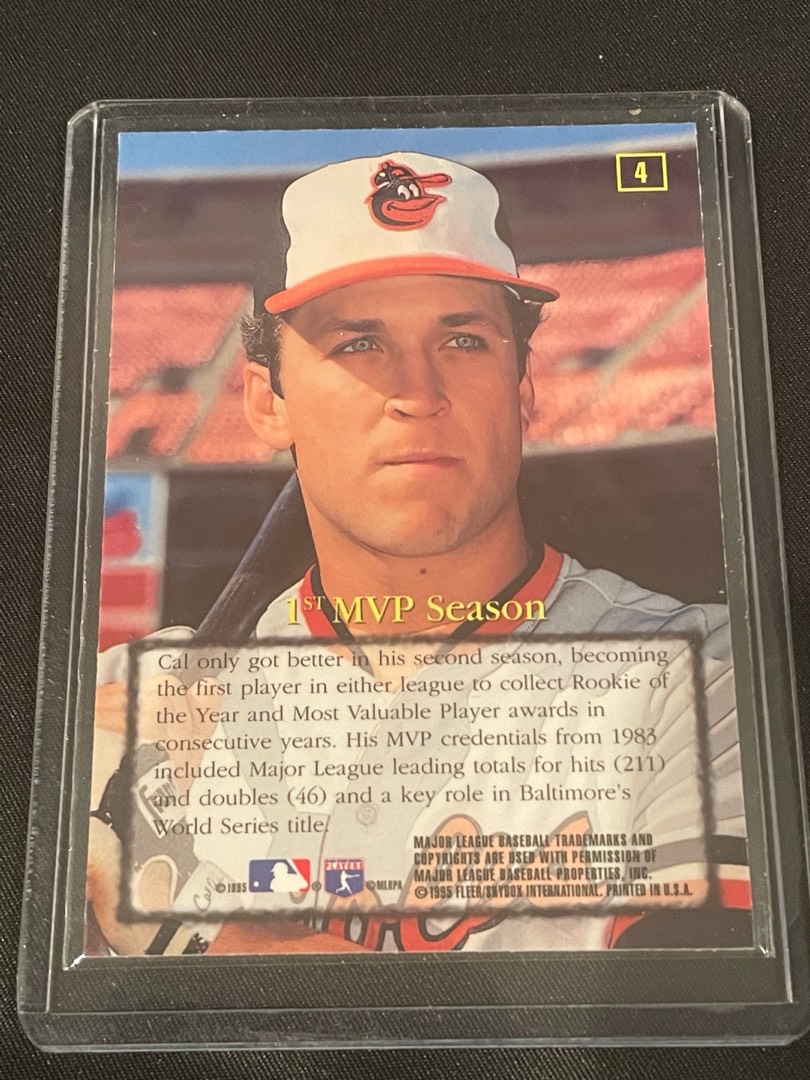 4
1ST MVP Season
Cal only got better in his second season, becoming
the first player in either league to collect Rookie of
the Year and Most Valuable Player awards in
consecutive years. His MVP credentials from 1983
included Major League leading totals for hits (211)
and doubles (46) and a key role in Baltimore's
World Series title.
MAJOR LEAGUE BASEBALL TRADEMARKS AND
COPYRIGHTS ARE USED WITH PERMISSION OF
MAJOR LEAGUE BASEBALL PROPERTIES, INC.
© 1995 FLEER/SKYBOX INTERNATIONAL. PRINTED IN U.S.A.
© 1995
®
PLAYERS
© MLBPA